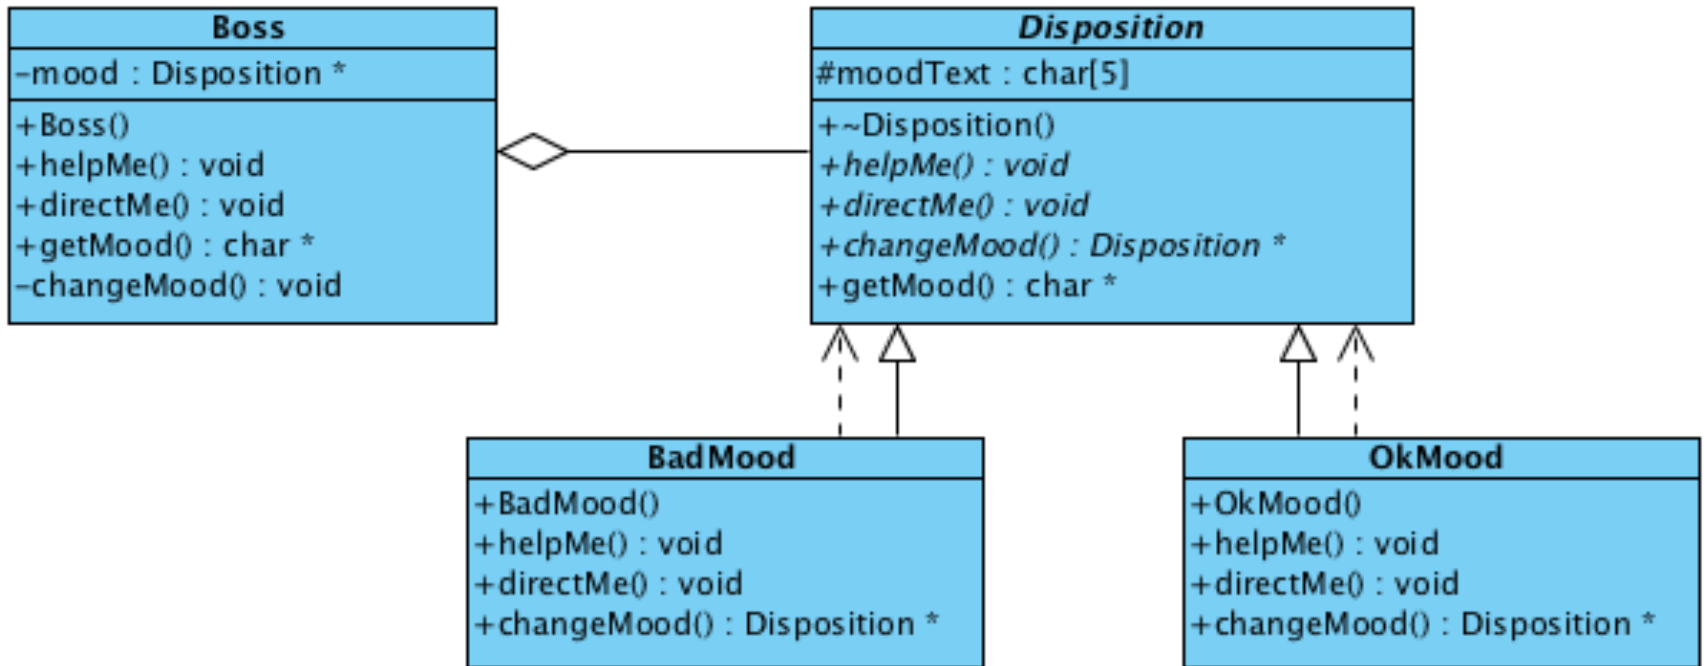 Boss
-mood : Disposition *
+Boss()
+helpMe() : void
+directMe() : void
+getMood() : char *
-changeMood() : void
Disposition
#moodText : char[5]
+~Disposition()
+helpMe() : void
+directMe() : void
+changeMood() : Disposition *
+getMood() : char *
BadMood
+BadMood()
+helpMe() : void
+directMe() : void
+changeMood() : Disposition *
OkMood
+OkMood()
+helpMe() : void
+directMe() : void
+changeMood() : Disposition *